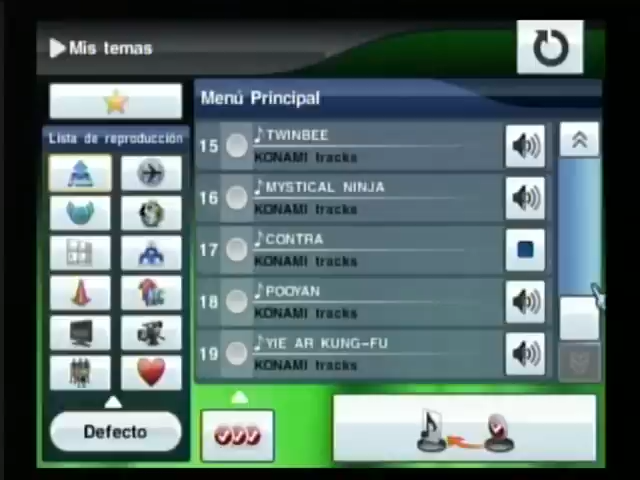 Mis temas
Lista de reproducción
Defecto
Menú Principal
15 ♪TWINBEE
KONAMI tracks
16 ♪MYSTICAL NINJA
KONAMI tracks
17 ♪CONTRA
KONAMI tracks
18 ♪POOYAN
KONAMI tracks
19 ♪YIE AR KUNG-FU
KONAMI tracks